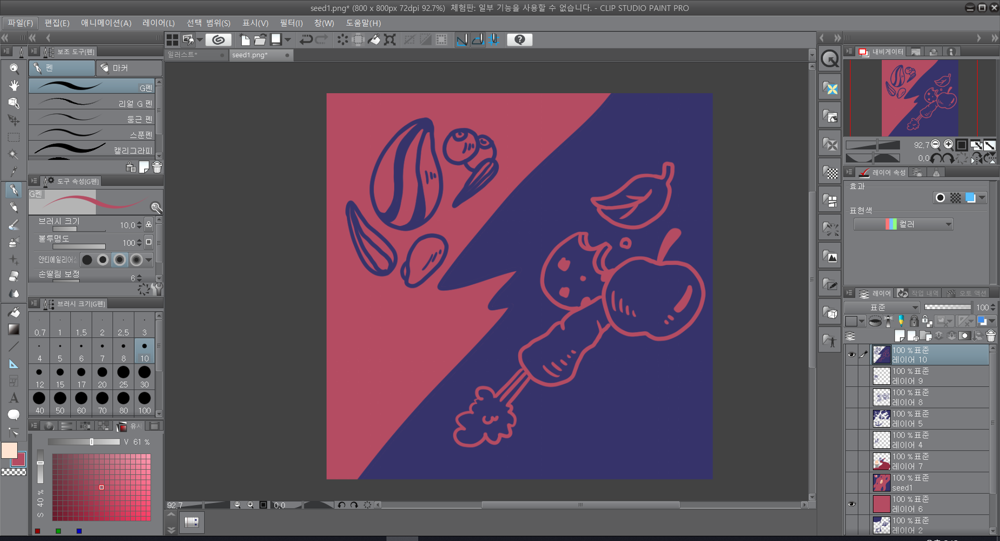 seed1.png* (800 x 800px 72dpi 92.7%) 체험판: 일부 기능을 사용할 수 없습니다. - CLIP STUDIO PAINT PRO
파일(F) 편집(E) 애니메이션(A) 레이어(L) 선택 범위(S) 표시(V) 필터(I) 창(W) 도움말(H)
보조 도구[펜]
일러스트* seed1.png*
펜 마커
G펜
리얼 G 펜
둥근 펜
스푼펜
캘리그라피
도구 속성[G펜]
G펜
브러시 크기 10.0
불투명도 100
안티에일리어싱
손떨림 보정 6
브러시 크기[G펜]
0.7 1 1.5 2 2.5 3
4 5 6 7 8 10
12 15 17 20 25 30
40 50 60 70 80 100
유사
V 61 %
S 40 %
92.7 0.0
내비게이터
92.7
0.0
레이어 속성
효과
표현색
컬러
레이어 작업 내역 오토 액션
표준 100
100 % 표준
레이어 10
100 % 표준
레이어 9
100 % 표준
레이어 8
100 % 표준
레이어 5
100 % 표준
레이어 4
100 % 표준
레이어 7
100 % 표준
seed1
100 % 표준
레이어 6
100 % 표준
레이어 2